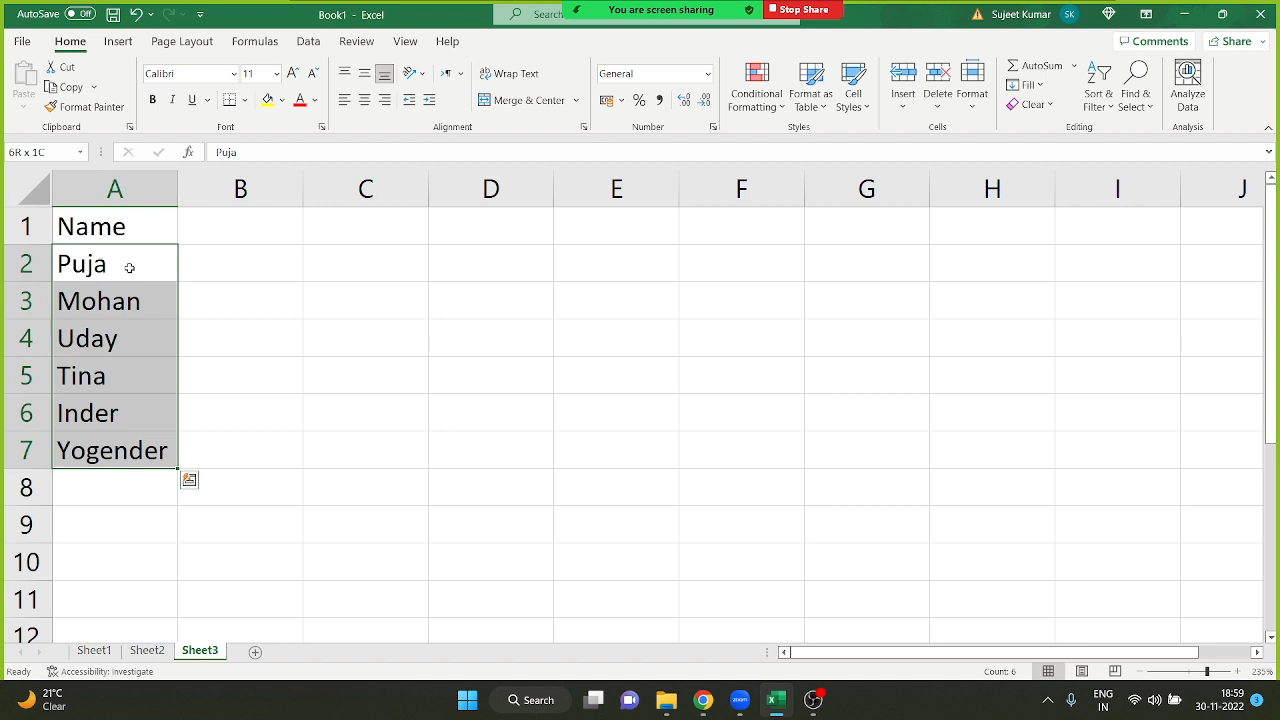 AutoSave Off Book1 - Excel Search You are screen sharing Stop Share Sujeet Kumar SK
File Home Insert Page Layout Formulas Data Review View Help Comments Share
Paste Cut Copy Format Painter
Calibri 11
B I U
Wrap Text
Merge & Center
General
Conditional Formatting Format as Table Cell Styles
Insert Delete Format
AutoSum Fill Clear
Sort & Filter Find & Select
Analyze Data
Clipboard Font Alignment Number Styles Cells Editing Analysis
6R x 1C fx Puja
A B C D E F G H I J
1 Name
2 Puja
3 Mohan
4 Uday
5 Tina
6 Inder
7 Yogender
8
9
10
11
12
Sheet1 Sheet2 Sheet3
Ready Accessibility: Investigate Count: 6 235%
21°C Search ENG 18:59
Clear IN 30-11-2022 3